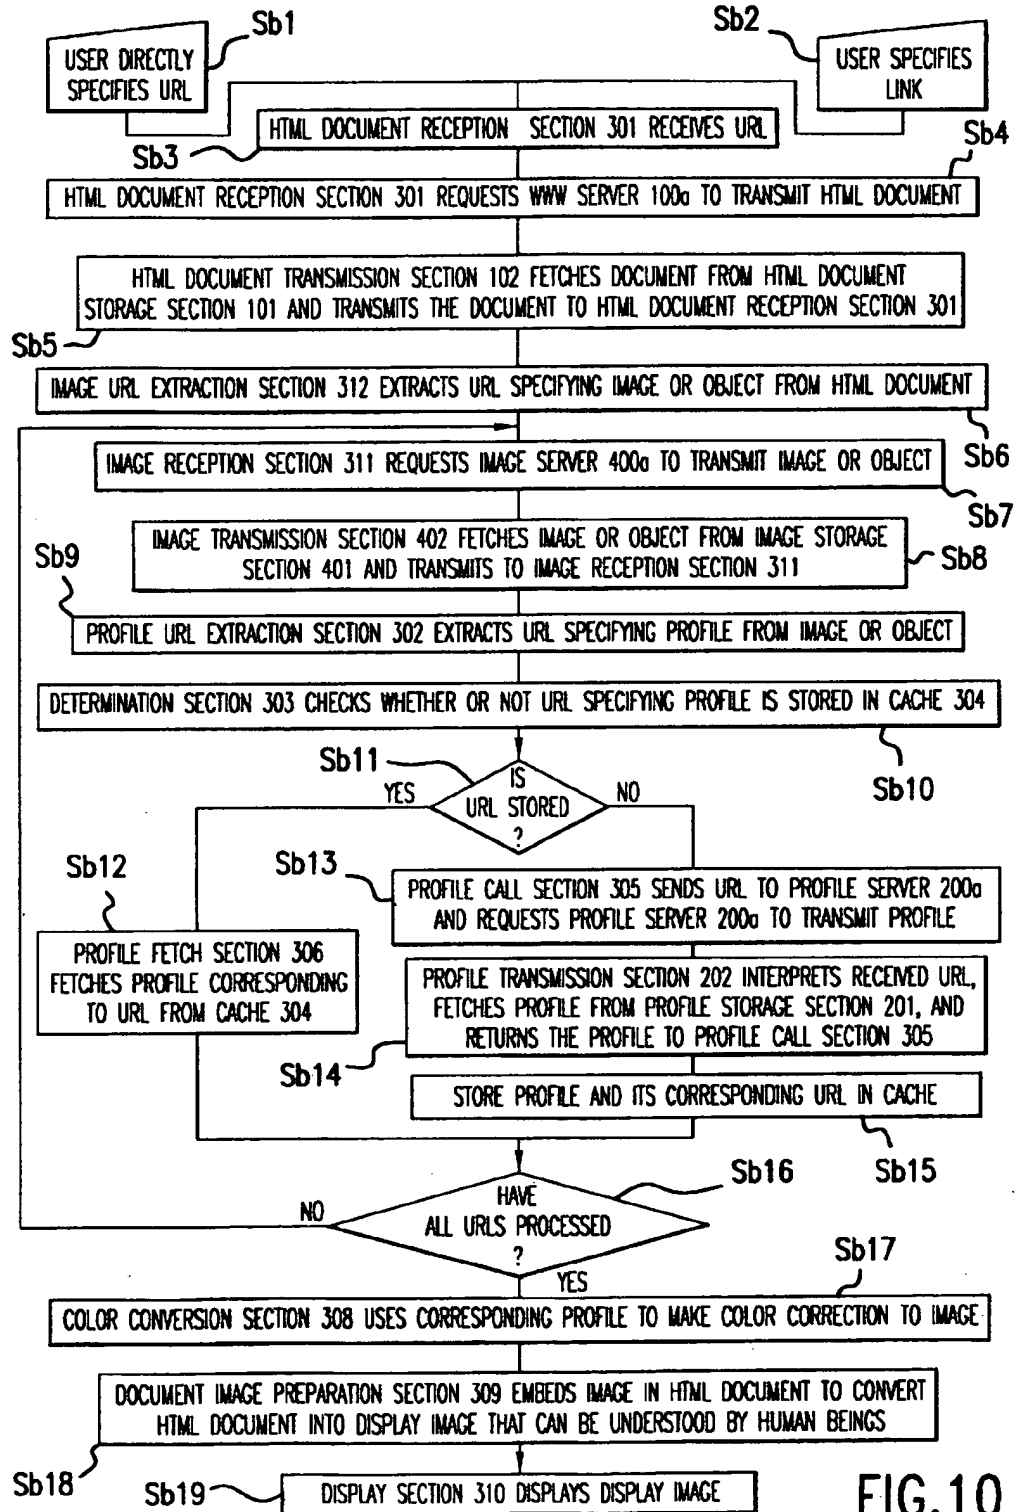 Sb1
USER DIRECTLY
SPECIFIES URL
Sb2
USER SPECIFIES
LINK
HTML DOCUMENT RECEPTION SECTION 301 RECEIVES URL
Sb3
Sb4
HTML DOCUMENT RECEPTION SECTION 301 REQUESTS WWW SERVER 100a TO TRANSMIT HTML DOCUMENT
HTML DOCUMENT TRANSMISSION SECTION 102 FETCHES DOCUMENT FROM HTML DOCUMENT
STORAGE SECTION 101 AND TRANSMITS THE DOCUMENT TO HTML DOCUMENT RECEPTION SECTION 301
Sb5
IMAGE URL EXTRACTION SECTION 312 EXTRACTS URL SPECIFYING IMAGE OR OBJECT FROM HTML DOCUMENT
Sb6
IMAGE RECEPTION SECTION 311 REQUESTS IMAGE SERVER 400a TO TRANSMIT IMAGE OR OBJECT
Sb7
IMAGE TRANSMISSION SECTION 402 FETCHES IMAGE OR OBJECT FROM IMAGE STORAGE
SECTION 401 AND TRANSMITS TO IMAGE RECEPTION SECTION 311
Sb8
Sb9
PROFILE URL EXTRACTION SECTION 302 EXTRACTS URL SPECIFYING PROFILE FROM IMAGE OR OBJECT
DETERMINATION SECTION 303 CHECKS WHETHER OR NOT URL SPECIFYING PROFILE IS STORED IN CACHE 304
Sb10
Sb11
IS
URL STORED
?
YES
NO
Sb12
PROFILE FETCH SECTION 306
FETCHES PROFILE CORRESPONDING
TO URL FROM CACHE 304
Sb13
PROFILE CALL SECTION 305 SENDS URL TO PROFILE SERVER 200a
AND REQUESTS PROFILE SERVER 200a TO TRANSMIT PROFILE
PROFILE TRANSMISSION SECTION 202 INTERPRETS RECEIVED URL,
FETCHES PROFILE FROM PROFILE STORAGE SECTION 201, AND
RETURNS THE PROFILE TO PROFILE CALL SECTION 305
Sb14
STORE PROFILE AND ITS CORRESPONDING URL IN CACHE
Sb15
Sb16
HAVE
ALL URLS PROCESSED
?
NO
YES
Sb17
COLOR CONVERSION SECTION 308 USES CORRESPONDING PROFILE TO MAKE COLOR CORRECTION TO IMAGE
DOCUMENT IMAGE PREPARATION SECTION 309 EMBEDS IMAGE IN HTML DOCUMENT TO CONVERT
HTML DOCUMENT INTO DISPLAY IMAGE THAT CAN BE UNDERSTOOD BY HUMAN BEINGS
Sb18
Sb19
DISPLAY SECTION 310 DISPLAYS DISPLAY IMAGE
FIG.10